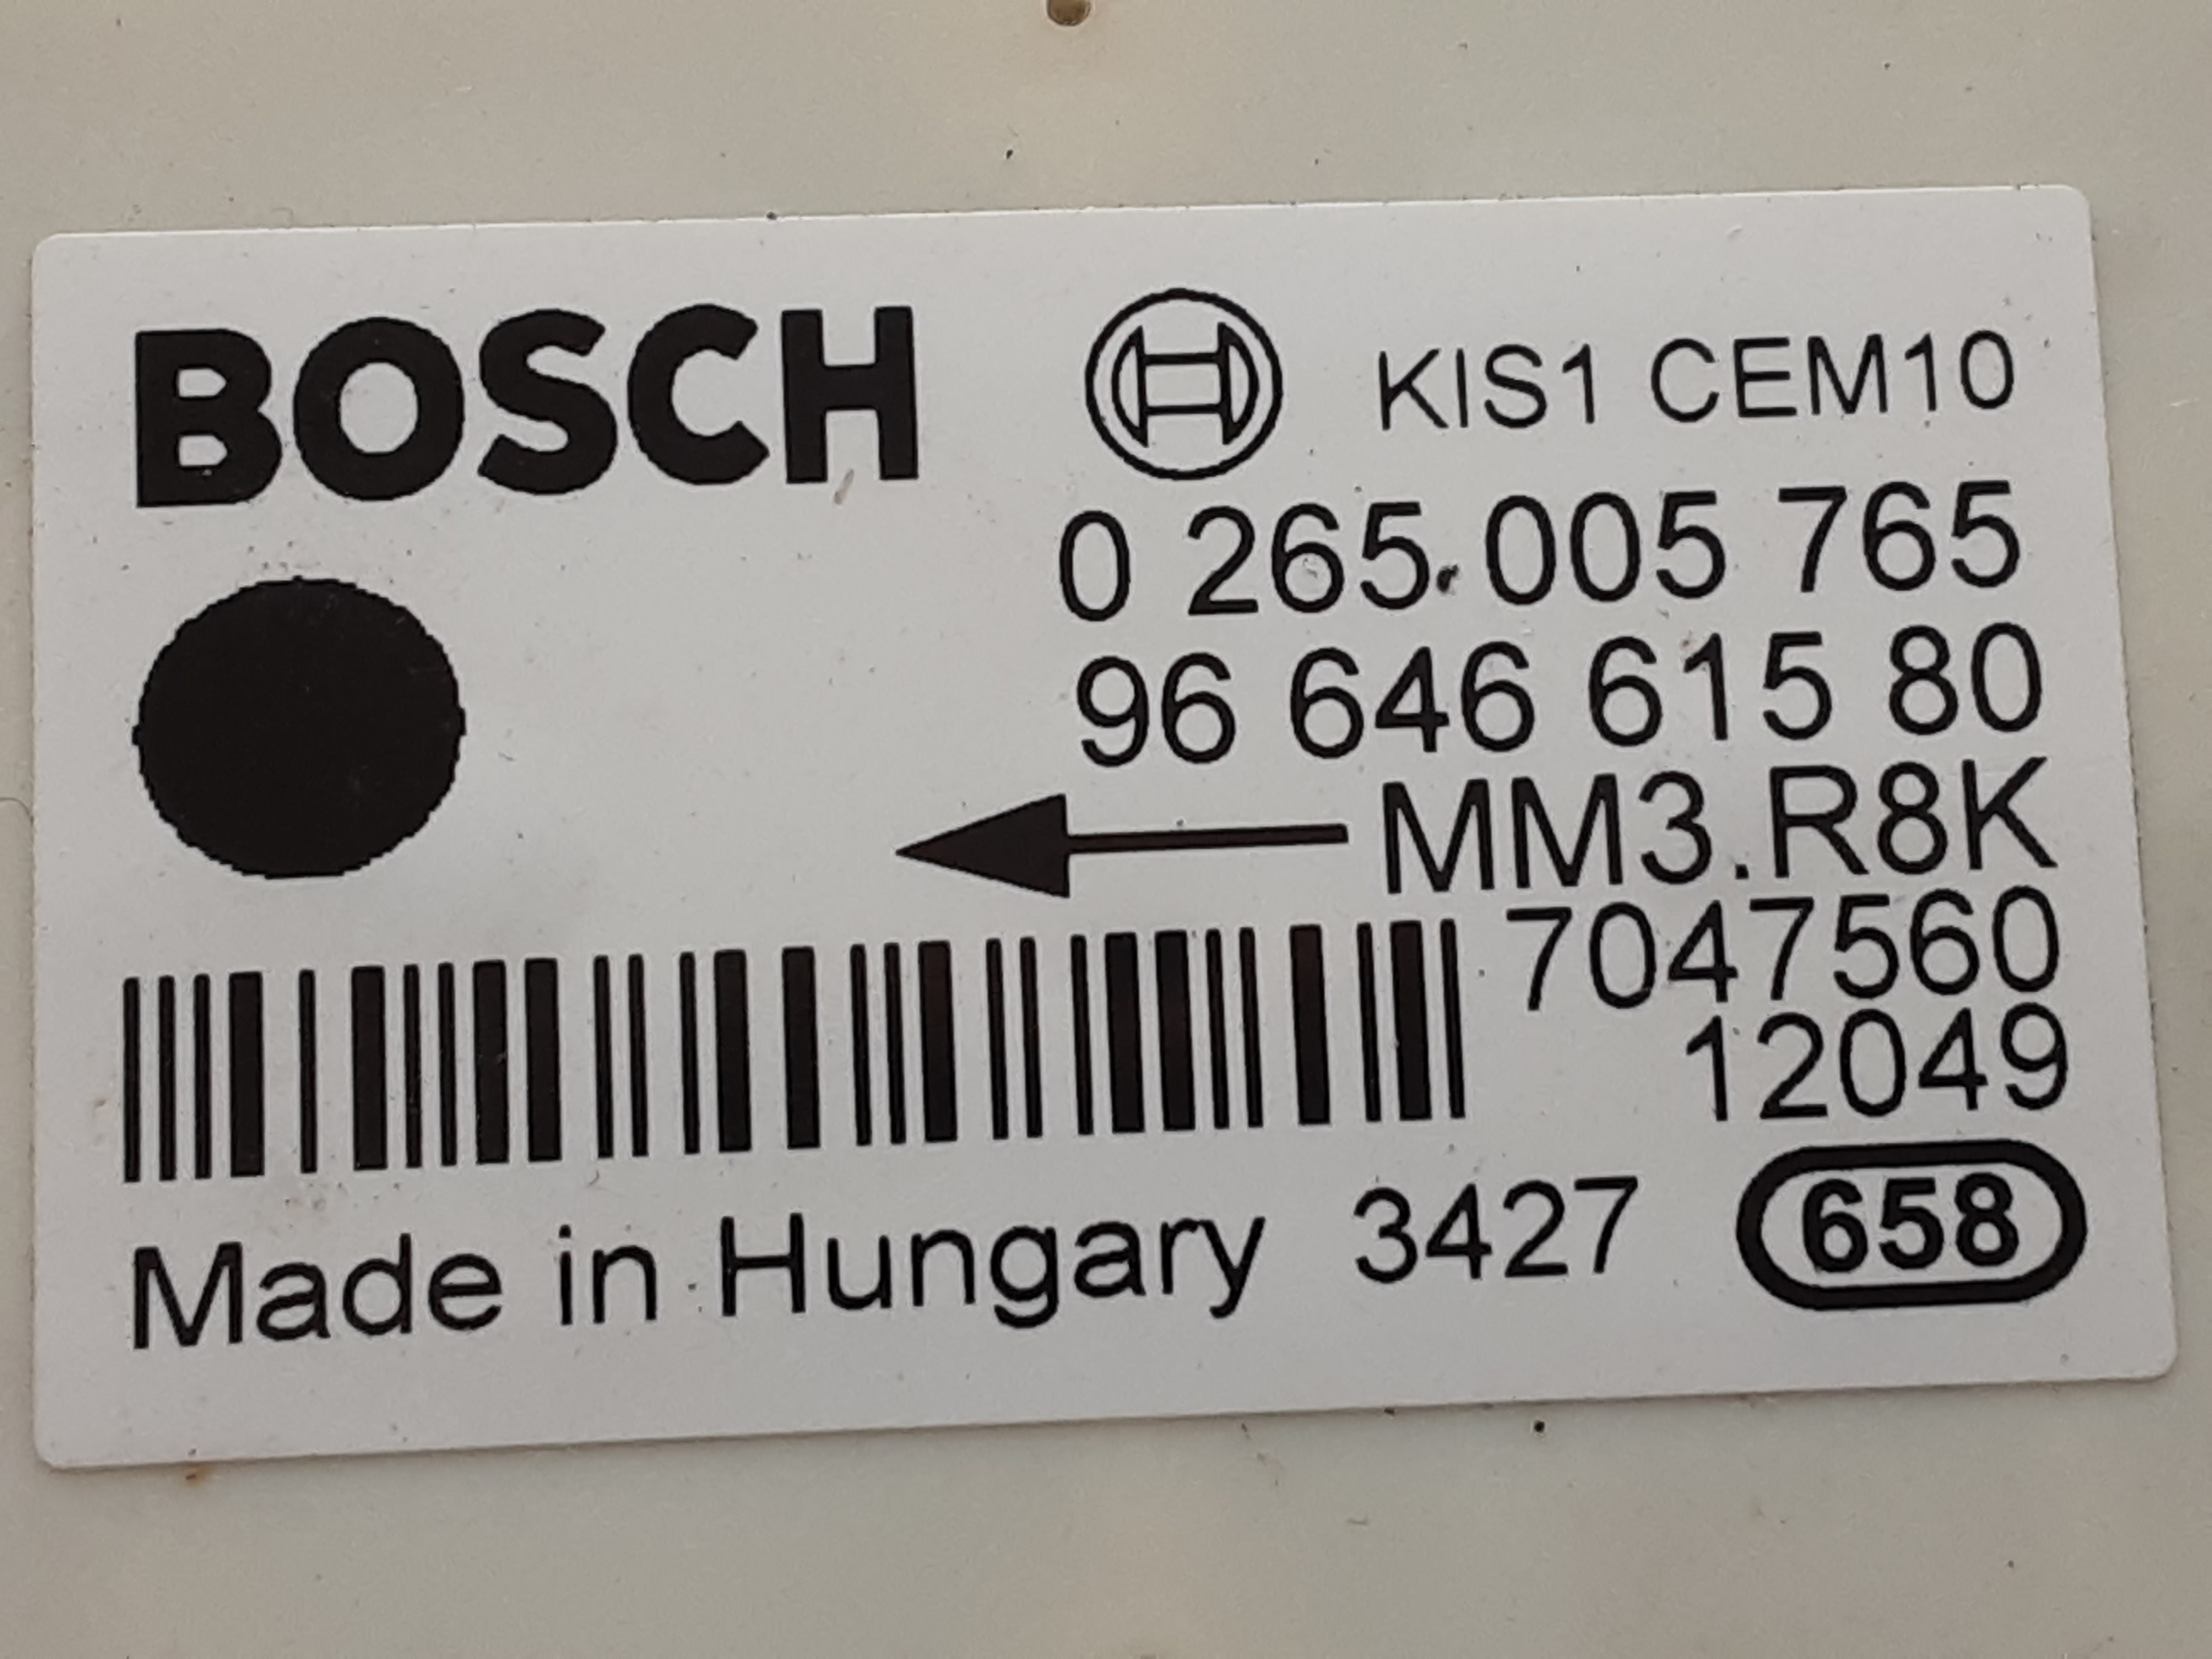 BOSCH KIS1 CEM10
0 265 005 765
96 646 615 80
MM3.R8K
7047560
12049
Made in Hungary 3427 658